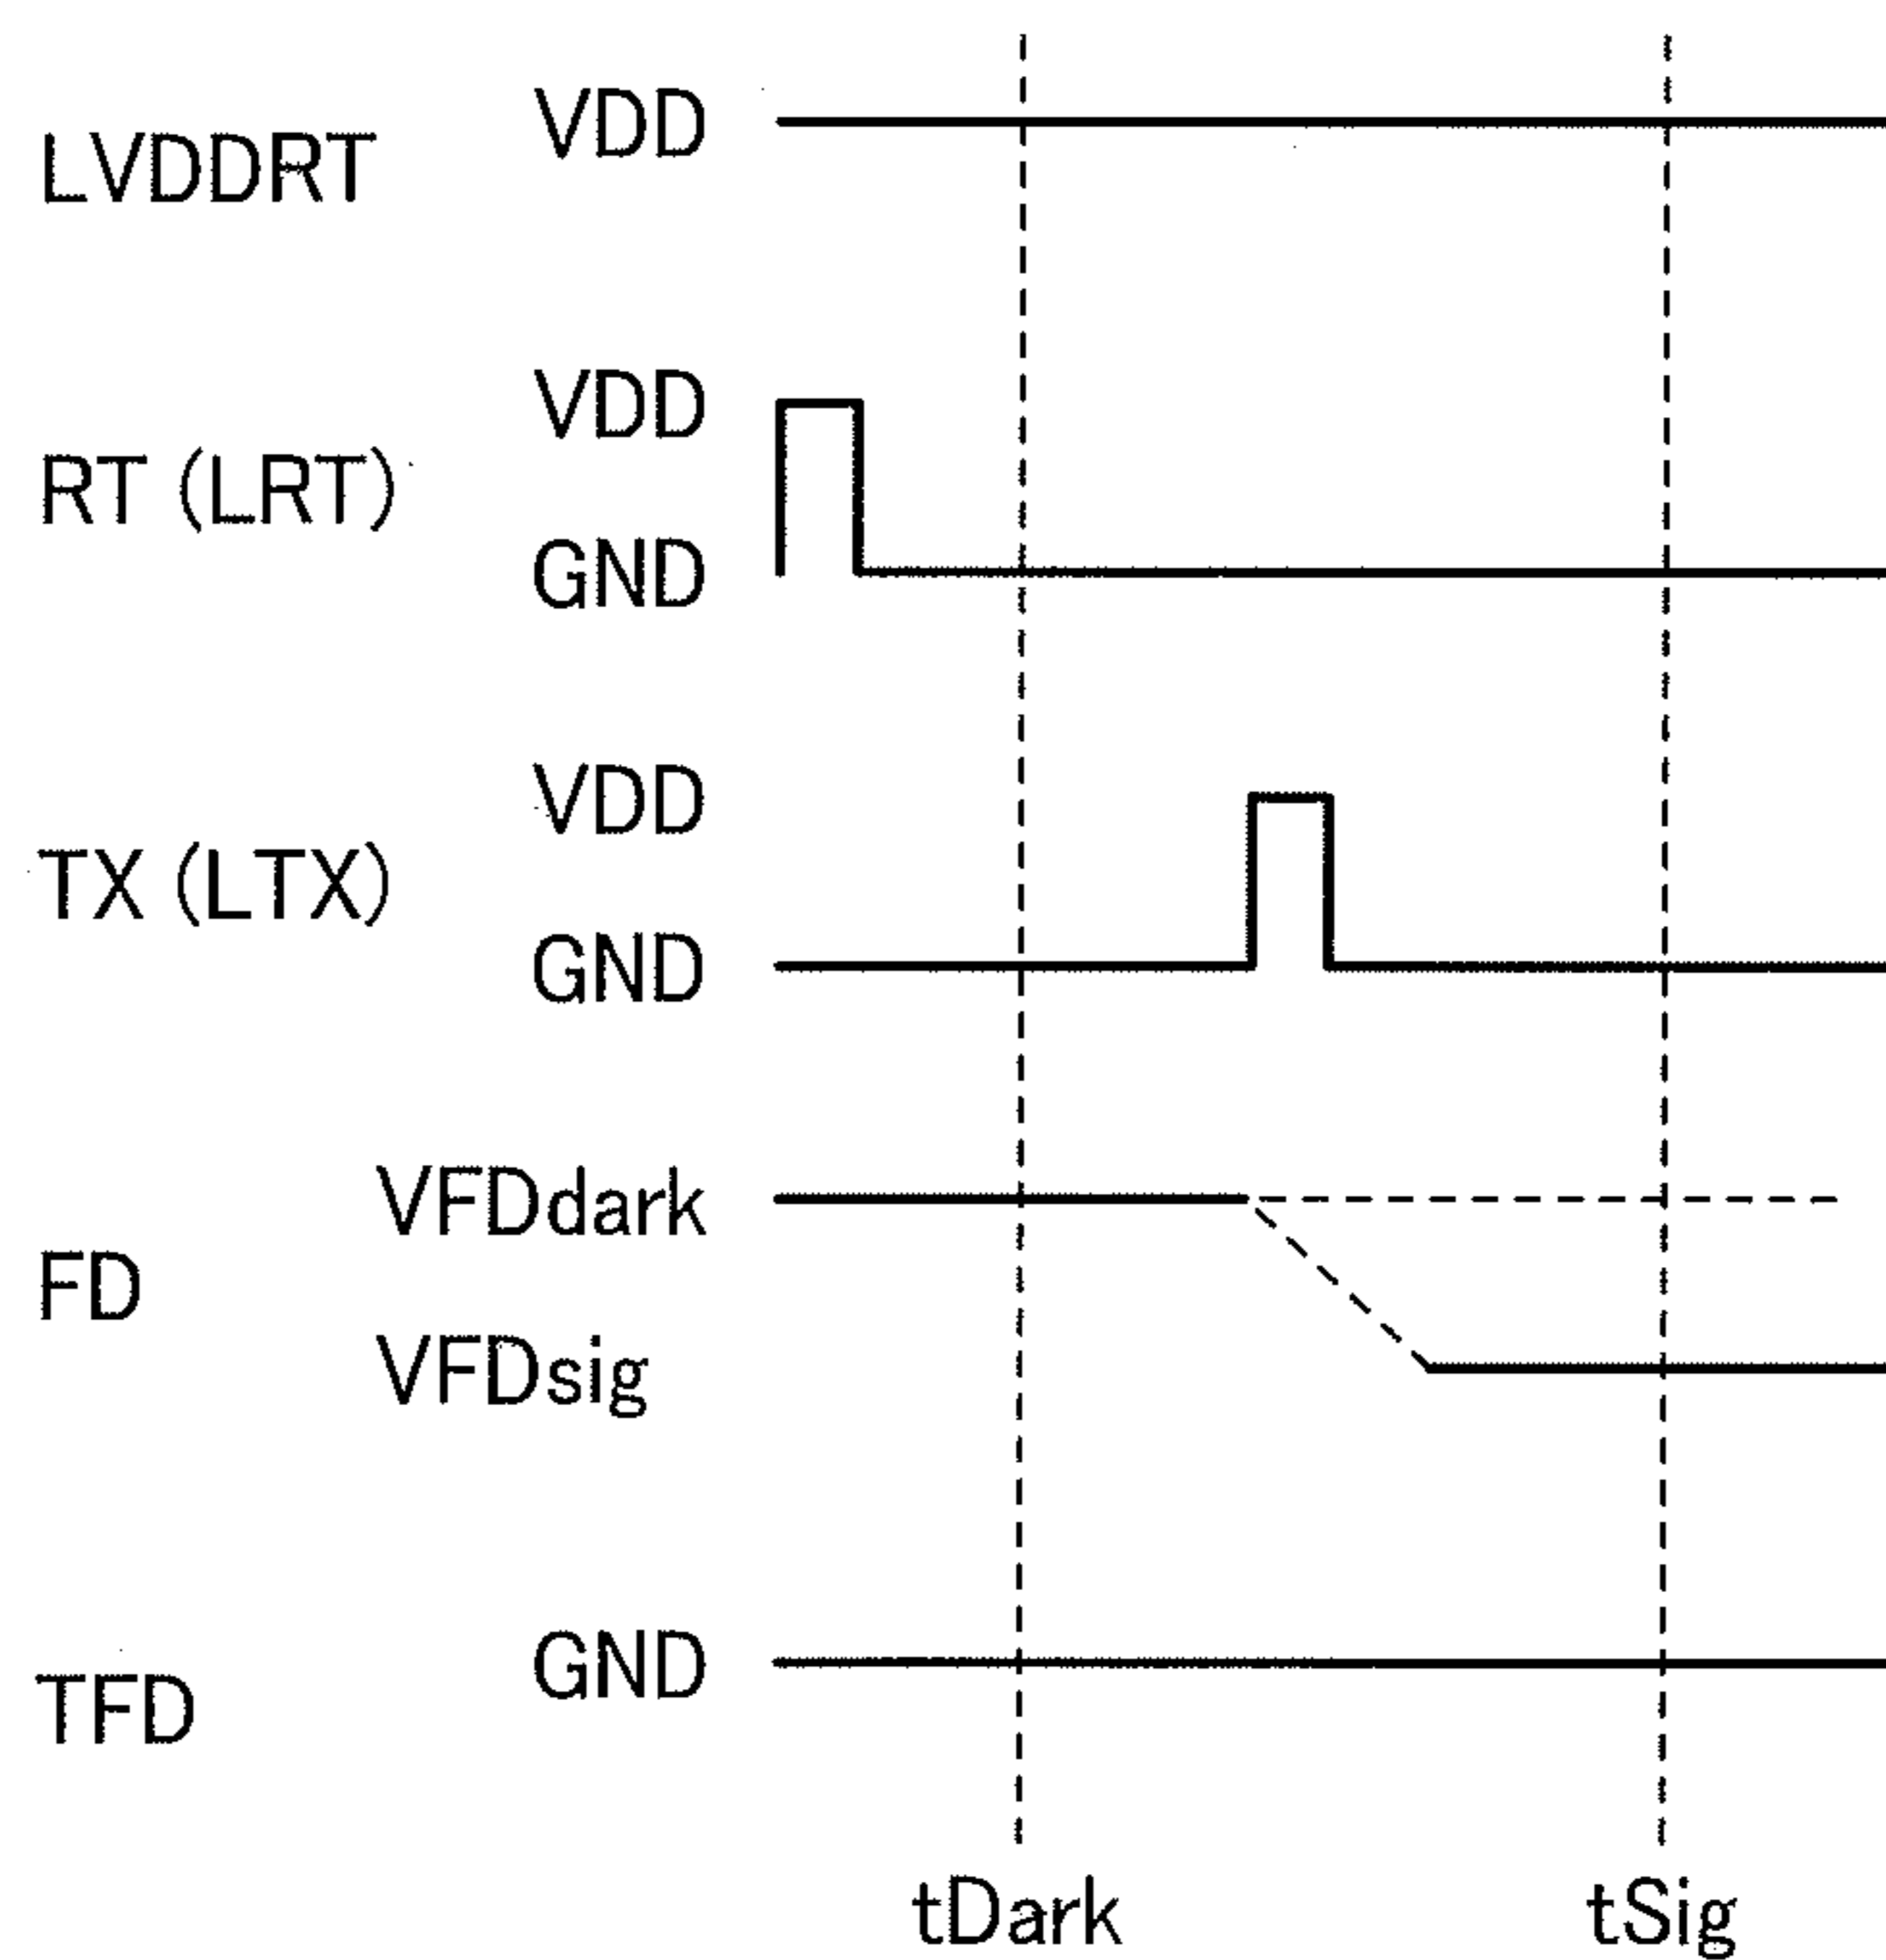 VDD
LVDDRT
VDD
RT (LRT)
GND
VDD
TX (LTX)
GND
VFDdark
FD
VFDsig
GND
TFD
tDark tSig